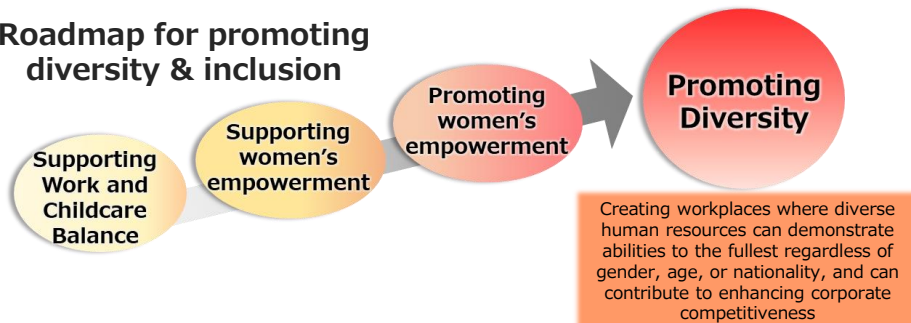 Roadmap for promoting
diversity & inclusion
Supporting
Work and
Childcare
Balance
Supporting
women's
empowerment
Promoting
women's
empowerment
Promoting
Diversity
Creating workplaces where diverse
human resources can demonstrate
abilities to the fullest regardless of
gender, age, or nationality, and can
contribute to enhancing corporate
competitiveness